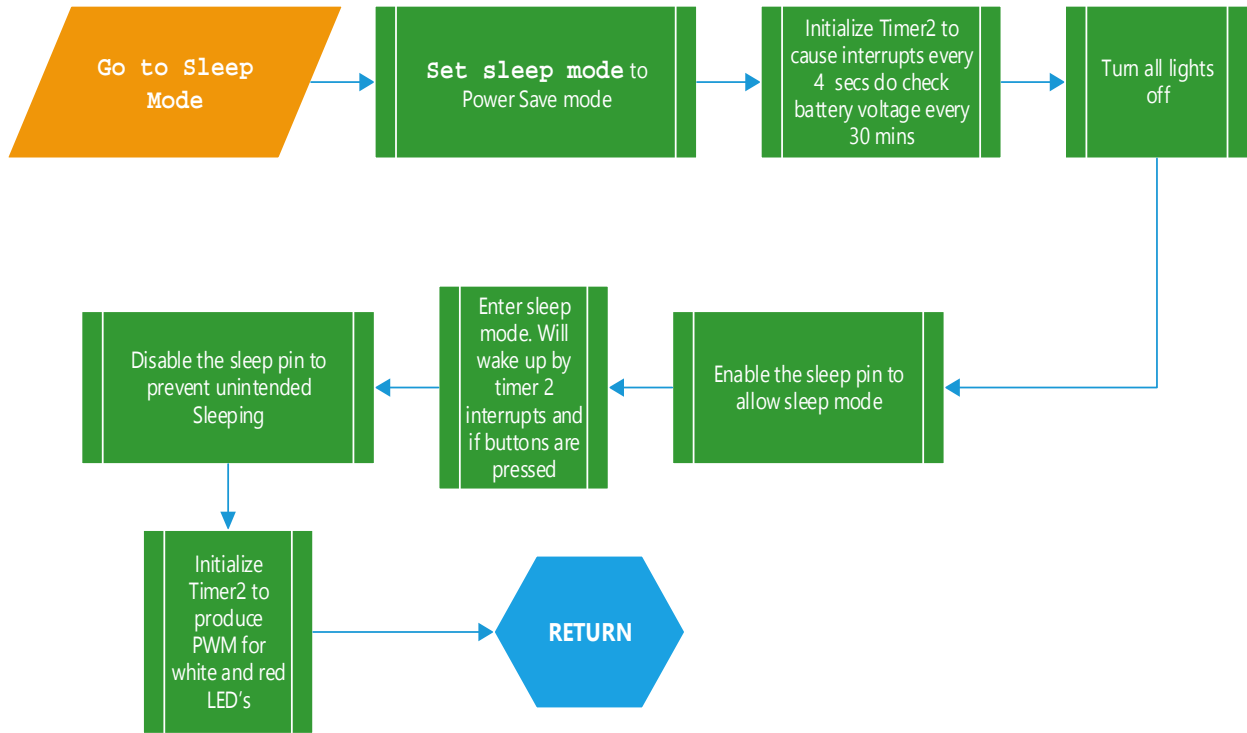 Go to Sleep
Mode
Set sleep mode to
Power Save mode
Initialize Timer2 to
cause interrupts every
4 secs do check
battery voltage every
30 mins
Turn all lights
off
Enable the sleep pin to
allow sleep mode
Enter sleep
mode. Will
wake up by
timer 2
interrupts and
if buttons are
pressed
Disable the sleep pin to
prevent unintended
Sleeping
Initialize
Timer2 to
produce
PWM for
white and red
LED's
RETURN